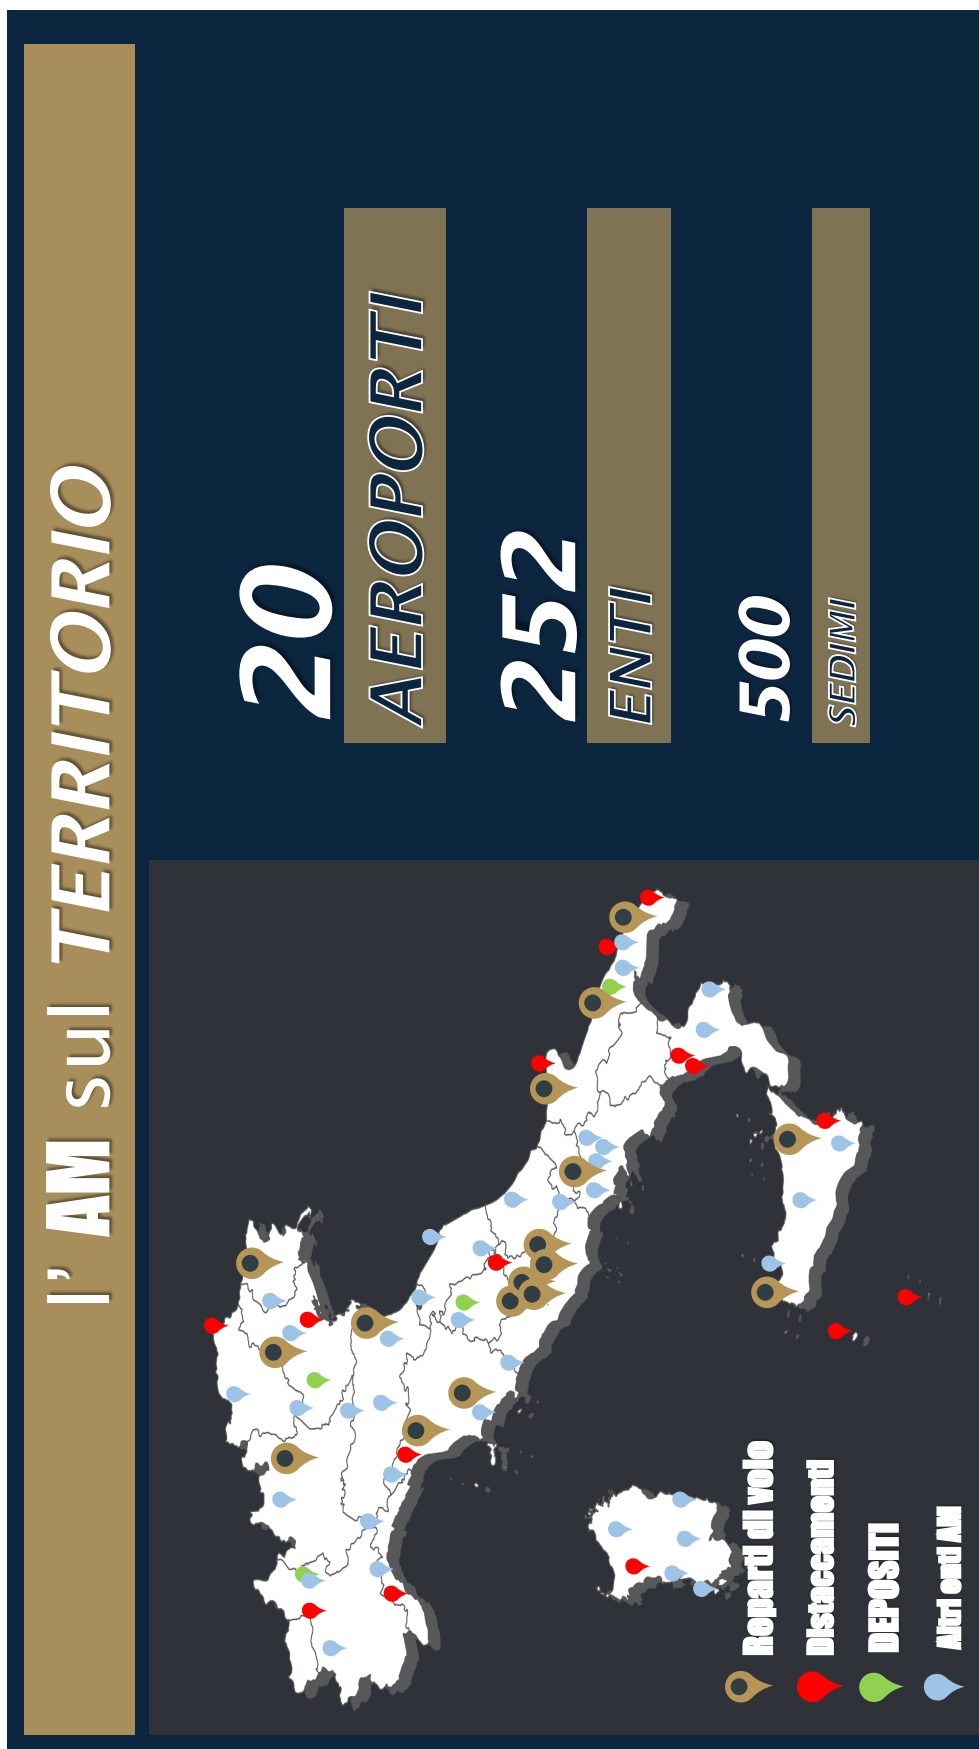 l' AM sul TERRITORIO
20
AEROPORTI
252
ENTI
500
SEDIMI
Reparti di volo
Distaccamenti
DEPOSITI
Altri enti AM